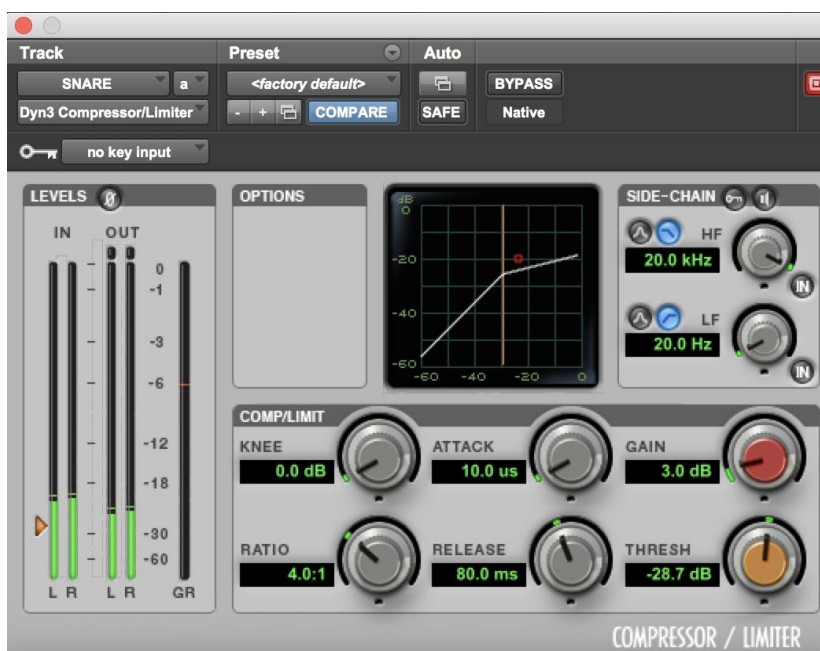 Track Preset Auto
SNARE a <factory default> BYPASS
Dyn3 Compressor/Limiter - + COMPARE SAFE Native
no key input
LEVELS Ø OPTIONS SIDE-CHAIN
IN OUT
0
-1
-3
-6
-12
-18
-30
-60
L R L R GR
dB
0
-20
-40
-60
-60 -40 -20 0
HF
20.0 kHz
IN
LF
20.0 Hz
IN
COMP/LIMIT
KNEE ATTACK GAIN
0.0 dB 10.0 us 3.0 dB
RATIO RELEASE THRESH
4.0:1 80.0 ms -28.7 dB
COMPRESSOR / LIMITER